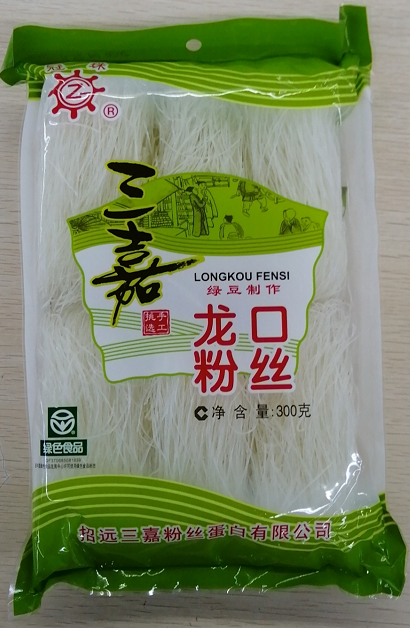 Z
®
三嘉
LONGKOU FENSI
绿豆制作
手工
挑选
龙口
粉丝
净含量:300克
绿色食品
招远三嘉粉丝蛋白有限公司